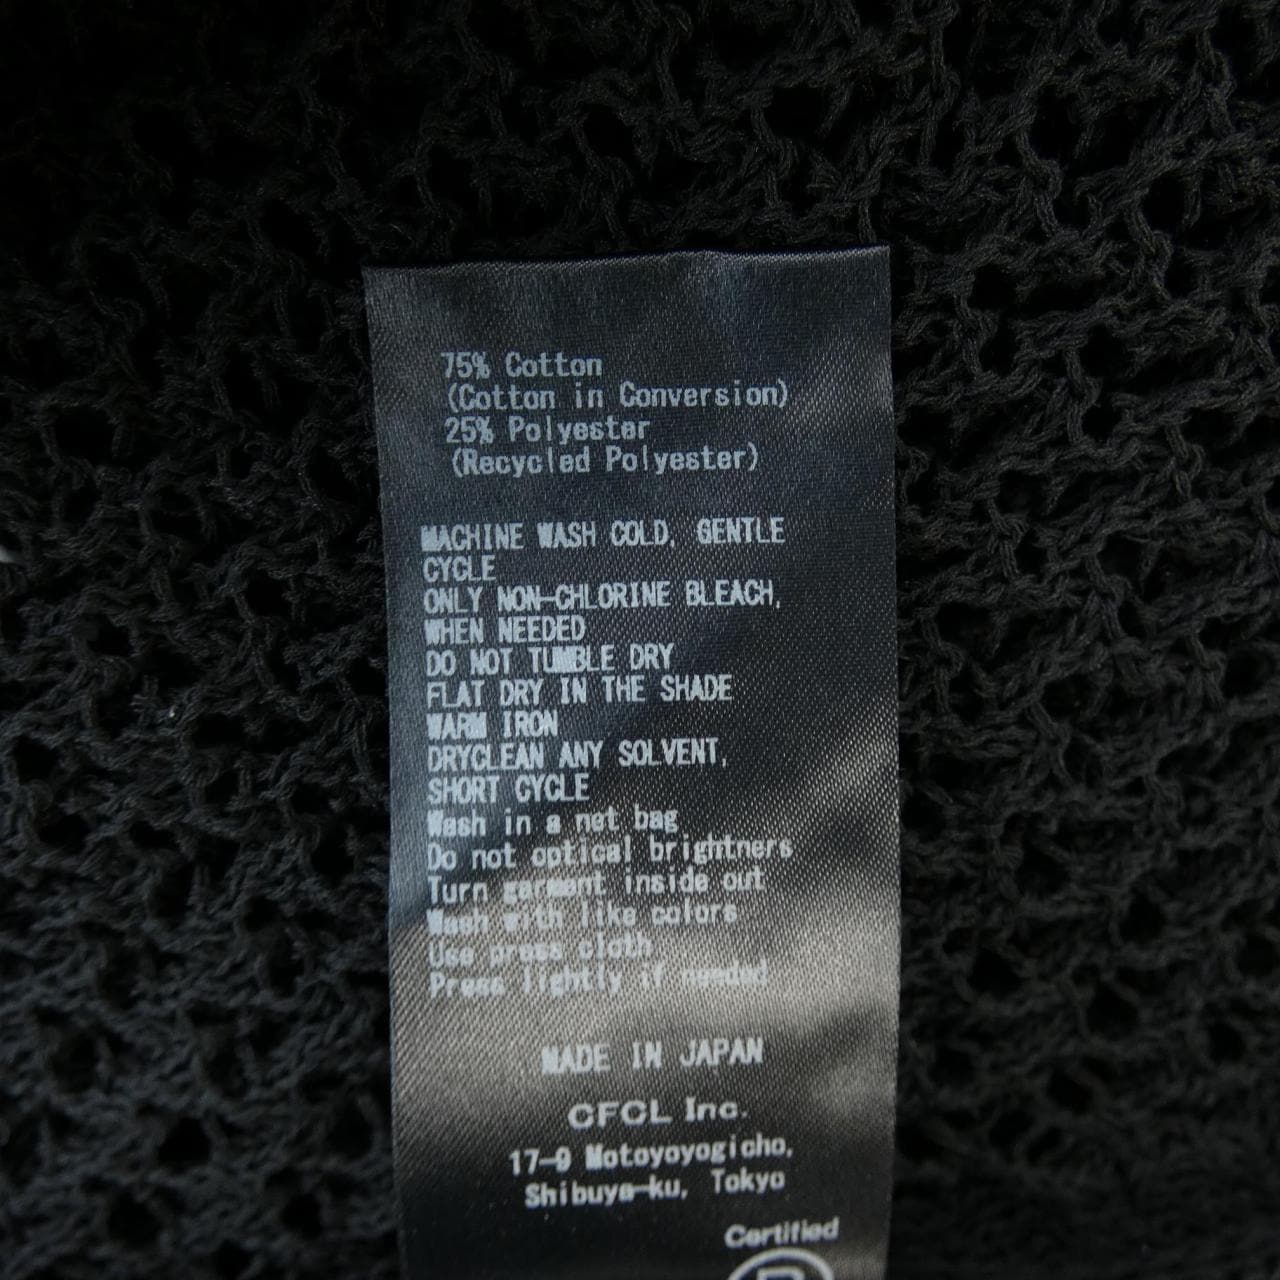 75% Cotton
(Cotton in Conversion)
25% Polyester
(Recycled Polyester)
MACHINE WASH COLD, GENTLE
CYCLE
ONLY NON-CHLORINE BLEACH,
WHEN NEEDED
DO NOT TUMBLE DRY
FLAT DRY IN THE SHADE
WARM IRON
DRYCLEAN ANY SOLVENT,
SHORT CYCLE
Wash in a net bag
Do not optical brightners
Turn garment inside out
Wash with like colors
Use press cloth
Press lightly if needed
MADE IN JAPAN
CFCL Inc.
17-9 Motoyoyogicho,
Shibuya-ku, Tokyo
Certified